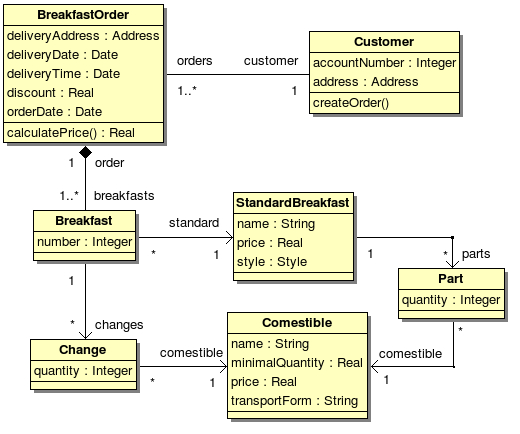 BreakfastOrder
deliveryAddress : Address
deliveryDate : Date
deliveryTime : Date
discount : Real
orderDate : Date
calculatePrice() : Real
orders
customer
1..*
1
Customer
accountNumber : Integer
address : Address
createOrder()
1
order
1..*
breakfasts
Breakfast
number : Integer
standard
*
1
StandardBreakfast
name : String
price : Real
style : Style
1
*
parts
Part
quantity : Integer
1
*
changes
Change
quantity : Integer
comestible
*
1
Comestible
name : String
minimalQuantity : Real
price : Real
transportForm : String
*
comestible
1